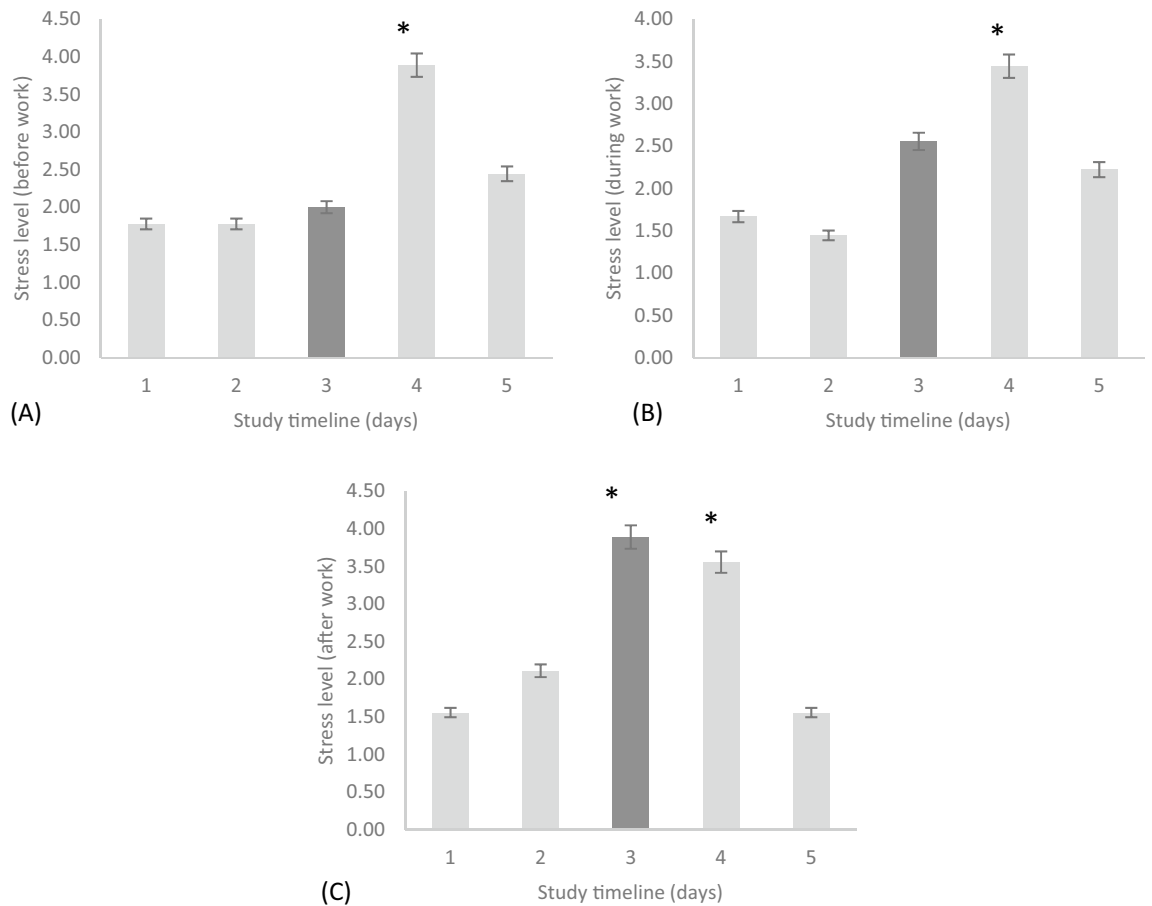 Stress level (before work)
4.50
4.00
3.50
3.00
2.50
2.00
1.50
1.00
0.50
0.00
*
1 2 3 4 5
Study timeline (days)
(A)
Stress level (during work)
4.00
3.50
3.00
2.50
2.00
1.50
1.00
0.50
0.00
*
1 2 3 4 5
Study timeline (days)
(B)
Stress level (after work)
4.50
4.00
3.50
3.00
2.50
2.00
1.50
1.00
0.50
0.00
*
*
1 2 3 4 5
Study timeline (days)
(C)